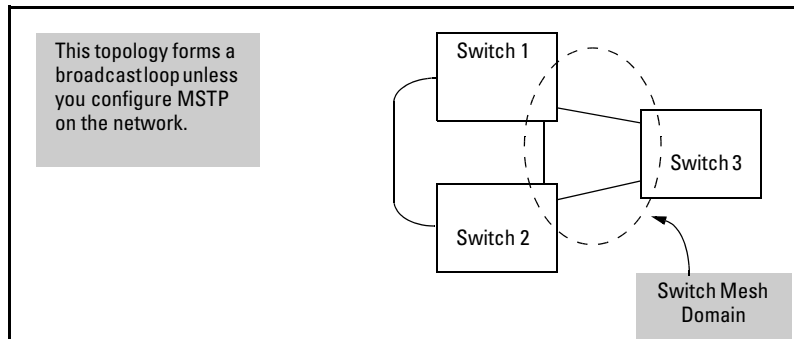 This topology forms a
broadcast loop unless
you configure MSTP
on the network.
Switch 1
Switch 3
Switch 2
Switch Mesh
Domain